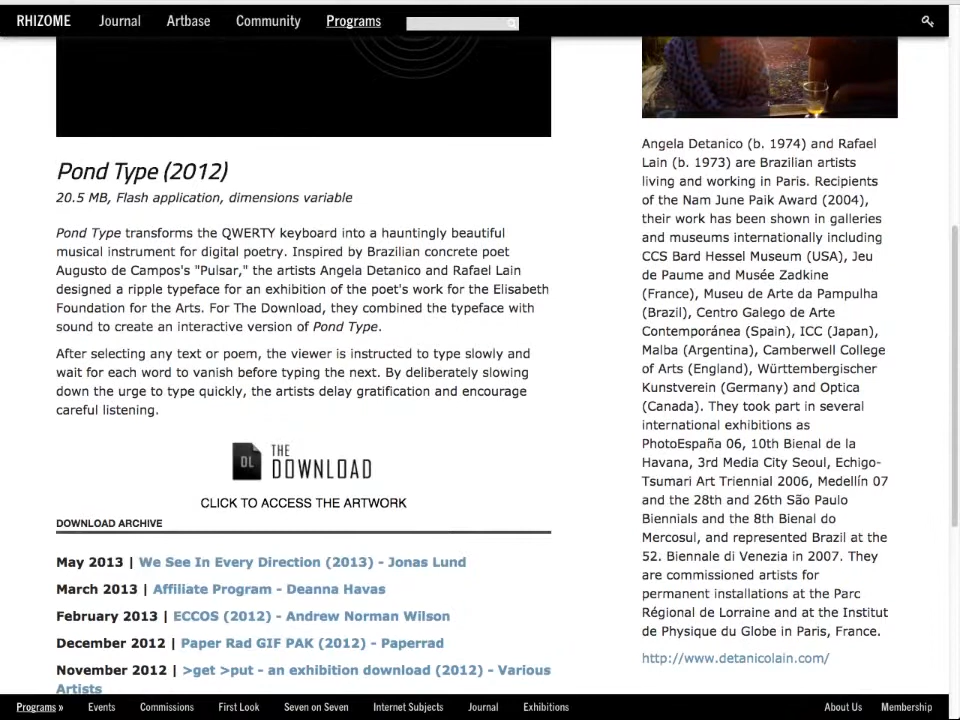 RHIZOME Journal Artbase Community Programs
Pond Type (2012)
20.5 MB, Flash application, dimensions variable
Pond Type transforms the QWERTY keyboard into a hauntingly beautiful
musical instrument for digital poetry. Inspired by Brazilian concrete poet
Augusto de Campos's "Pulsar," the artists Angela Detanico and Rafael Lain
designed a ripple typeface for an exhibition of the poet's work for the Elisabeth
Foundation for the Arts. For The Download, they combined the typeface with
sound to create an interactive version of Pond Type.
After selecting any text or poem, the viewer is instructed to type slowly and
wait for each word to vanish before typing the next. By deliberately slowing
down the urge to type quickly, the artists delay gratification and encourage
careful listening.
DL
THE
DOWNLOAD
CLICK TO ACCESS THE ARTWORK
DOWNLOAD ARCHIVE
May 2013 | We See In Every Direction (2013) - Jonas Lund
March 2013 | Affiliate Program - Deanna Havas
February 2013 | ECCOS (2012) - Andrew Norman Wilson
December 2012 | Paper Rad GIF PAK (2012) - Paperrad
November 2012 | >get >put - an exhibition download (2012) - Various
Artists
Angela Detanico (b. 1974) and Rafael
Lain (b. 1973) are Brazilian artists
living and working in Paris. Recipients
of the Nam June Paik Award (2004),
their work has been shown in galleries
and museums internationally including
CCS Bard Hessel Museum (USA), Jeu
de Paume and Musée Zadkine
(France), Museu de Arte da Pampulha
(Brazil), Centro Galego de Arte
Contemporánea (Spain), ICC (Japan),
Malba (Argentina), Camberwell College
of Arts (England), Württembergischer
Kunstverein (Germany) and Optica
(Canada). They took part in several
international exhibitions as
PhotoEspaña 06, 10th Bienal de la
Havana, 3rd Media City Seoul, Echigo-
Tsumari Art Triennial 2006, Medellín 07
and the 28th and 26th São Paulo
Biennials and the 8th Bienal do
Mercosul, and represented Brazil at the
52. Biennale di Venezia in 2007. They
are commissioned artists for
permanent installations at the Parc
Régional de Lorraine and at the Institut
de Physique du Globe in Paris, France.
http://www.detanicolain.com/
Programs » Events Commissions First Look Seven on Seven Internet Subjects Journal Exhibitions About Us Membership